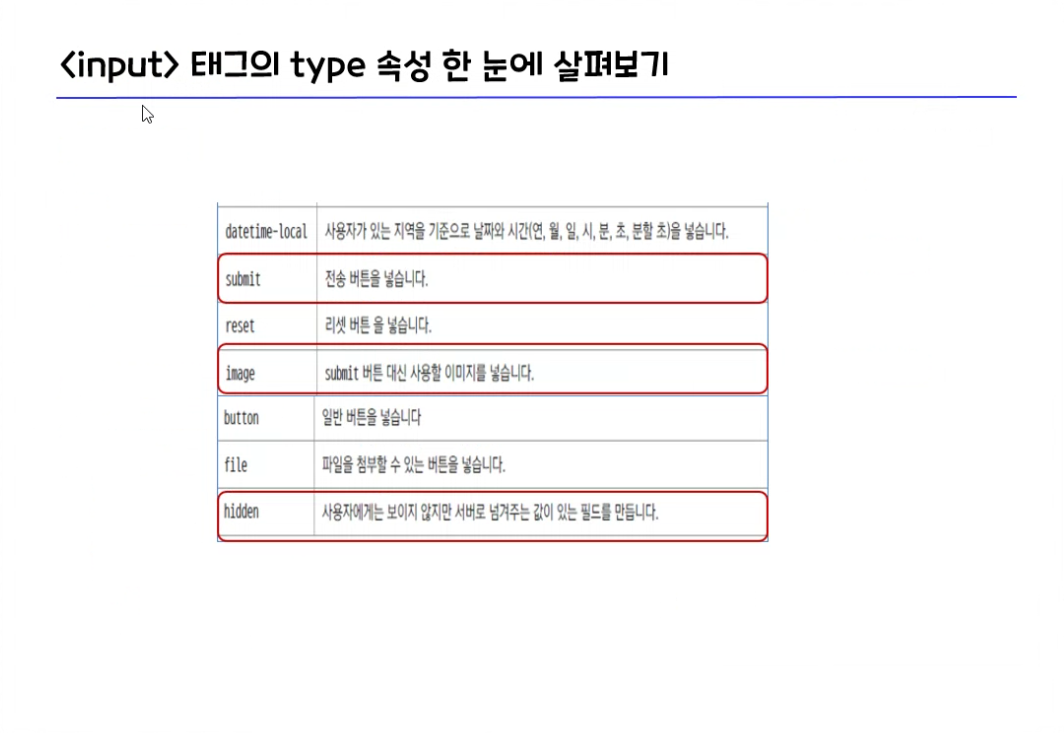 <input> 태그의 type 속성 한 눈에 살펴보기
datetime-local 사용자가 있는 지역을 기준으로 날짜와 시간(연, 월, 일, 시, 분, 초, 분할 초)을 넣습니다.
submit 전송 버튼을 넣습니다.
reset 리셋 버튼 을 넣습니다.
image submit 버튼 대신 사용할 이미지를 넣습니다.
button 일반 버튼을 넣습니다
file 파일을 첨부할 수 있는 버튼을 넣습니다.
hidden 사용자에게는 보이지 않지만 서버로 넘겨주는 값이 있는 필드를 만듭니다.